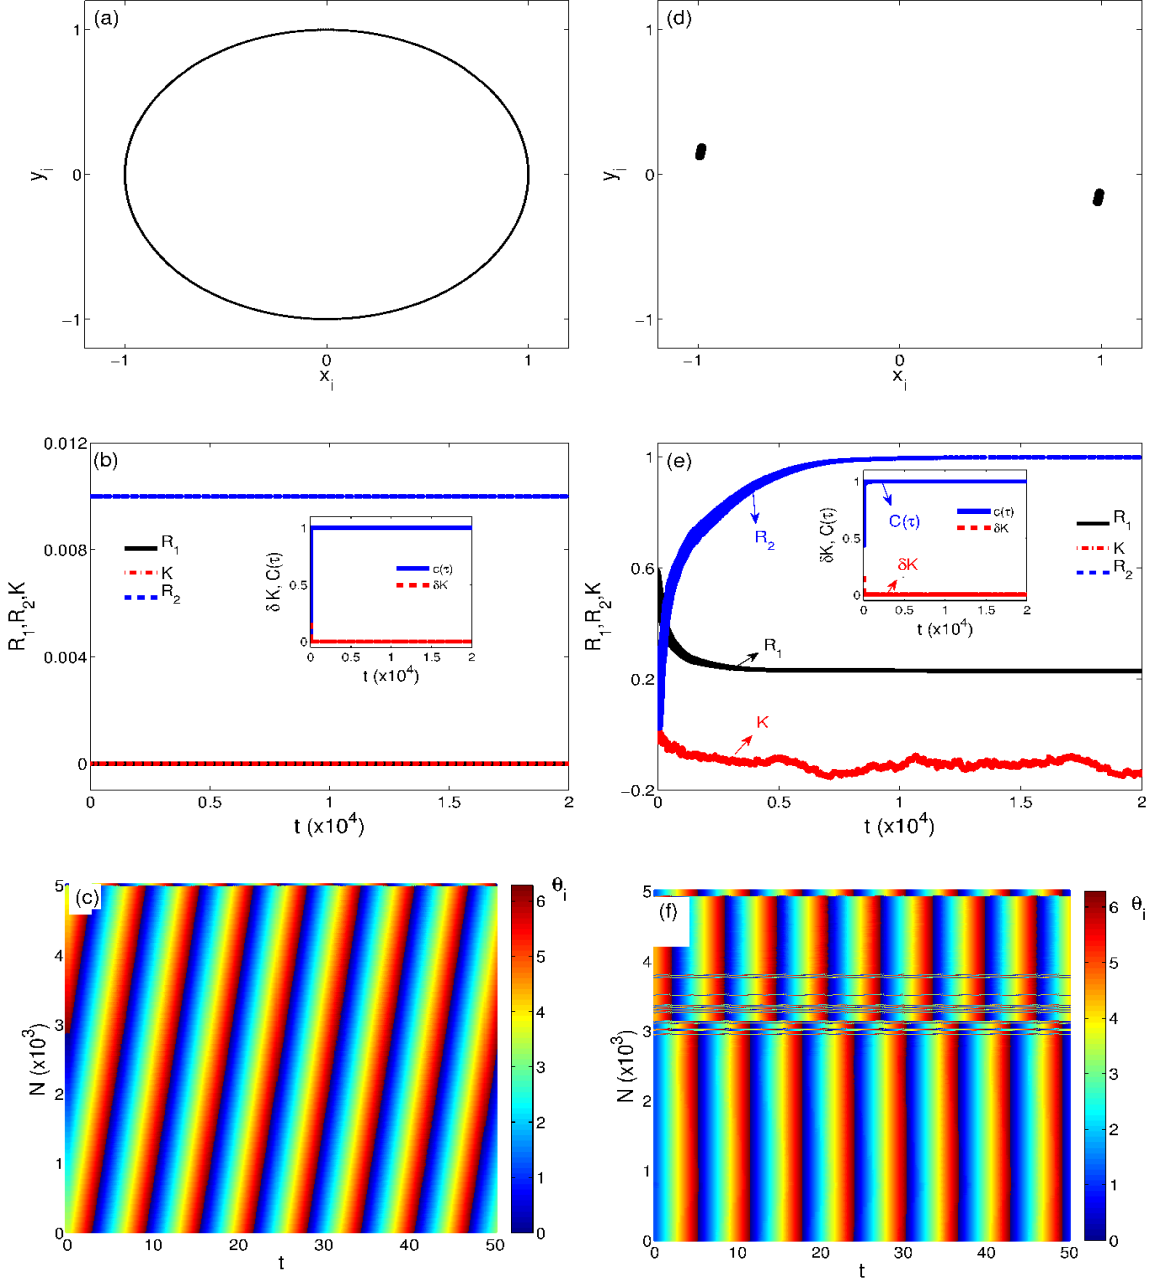 (a)
1
0
−1
y_i
−1
0
1
x_i
(d)
1
0
−1
y_i
−1
0
1
x_i
(b)
0.012
0.008
0.004
0
R_1,R_2,K
R_1
K
R_2
1
0.5
0
δ K, C(τ)
c(τ)
δK
0 0.5 1 1.5 2
t (x10^4)
0 0.5 1 1.5 2
t (x10^4)
(e)
1
0.6
0.2
−0.2
R_1,R_2,K
R_2
R_1
K
1
0.5
0
δK, C(τ)
C(τ)
δK
c(τ)
δK
0 0.5 1 1.5 2
t (x10^4)
R_1
K
R_2
0 0.5 1 1.5 2
t (x10^4)
(c)
5
4
3
2
1
0
N (x10^3)
0 10 20 30 40 50
t
θ_i
6
5
4
3
2
1
0
(f)
5
4
3
2
1
0
N (x10^3)
0 10 20 30 40 50
t
θ_i
6
5
4
3
2
1
0